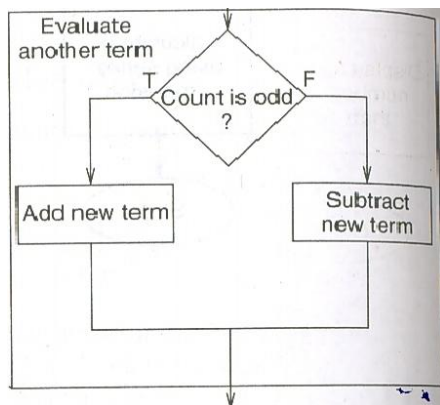 Evaluate
another term
T
F
Count is odd
?
Add new term
Subtract
new term